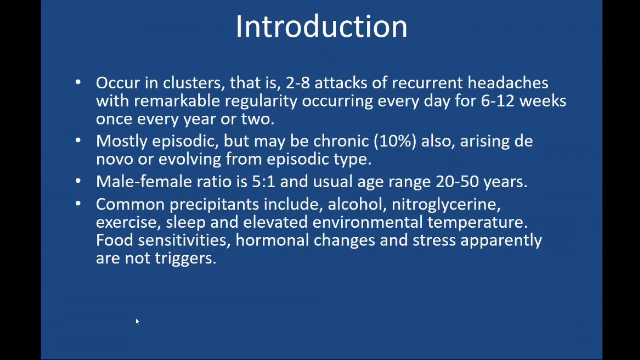 Introduction
• Occur in clusters, that is, 2-8 attacks of recurrent headaches
with remarkable regularity occurring every day for 6-12 weeks
once every year or two.
• Mostly episodic, but may be chronic (10%) also, arising de
novo or evolving from episodic type.
• Male-female ratio is 5:1 and usual age range 20-50 years.
• Common precipitants include, alcohol, nitroglycerine,
exercise, sleep and elevated environmental temperature.
Food sensitivities, hormonal changes and stress apparently
are not triggers.